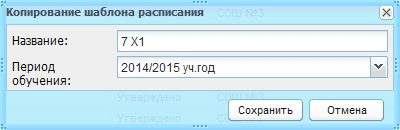 Копирование шаблона расписания
Название: 7 Х1
Период обучения: 2014/2015 уч.год
Сохранить Отмена